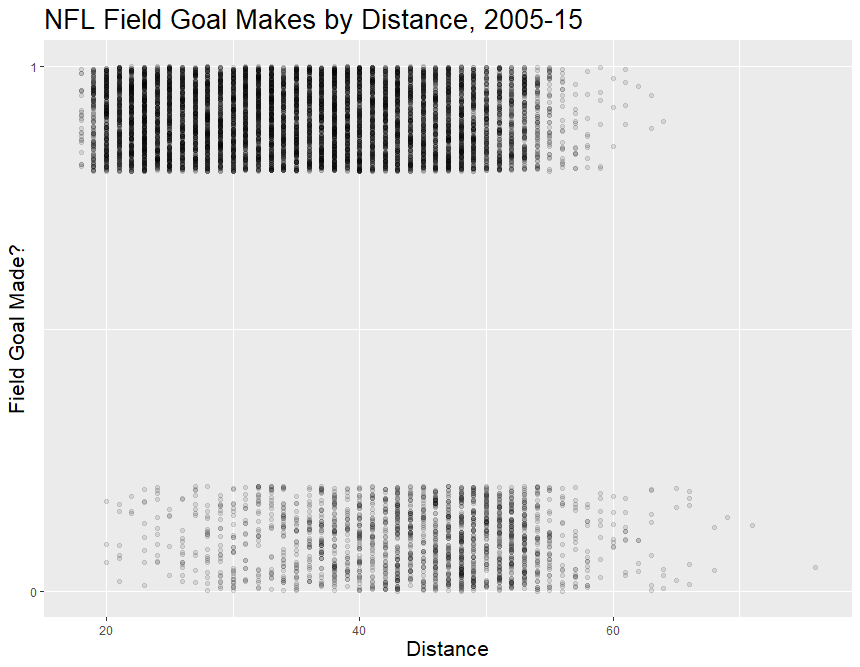 NFL Field Goal Makes by Distance, 2005-15
1
Field Goal Made?
0
20 40 60
Distance